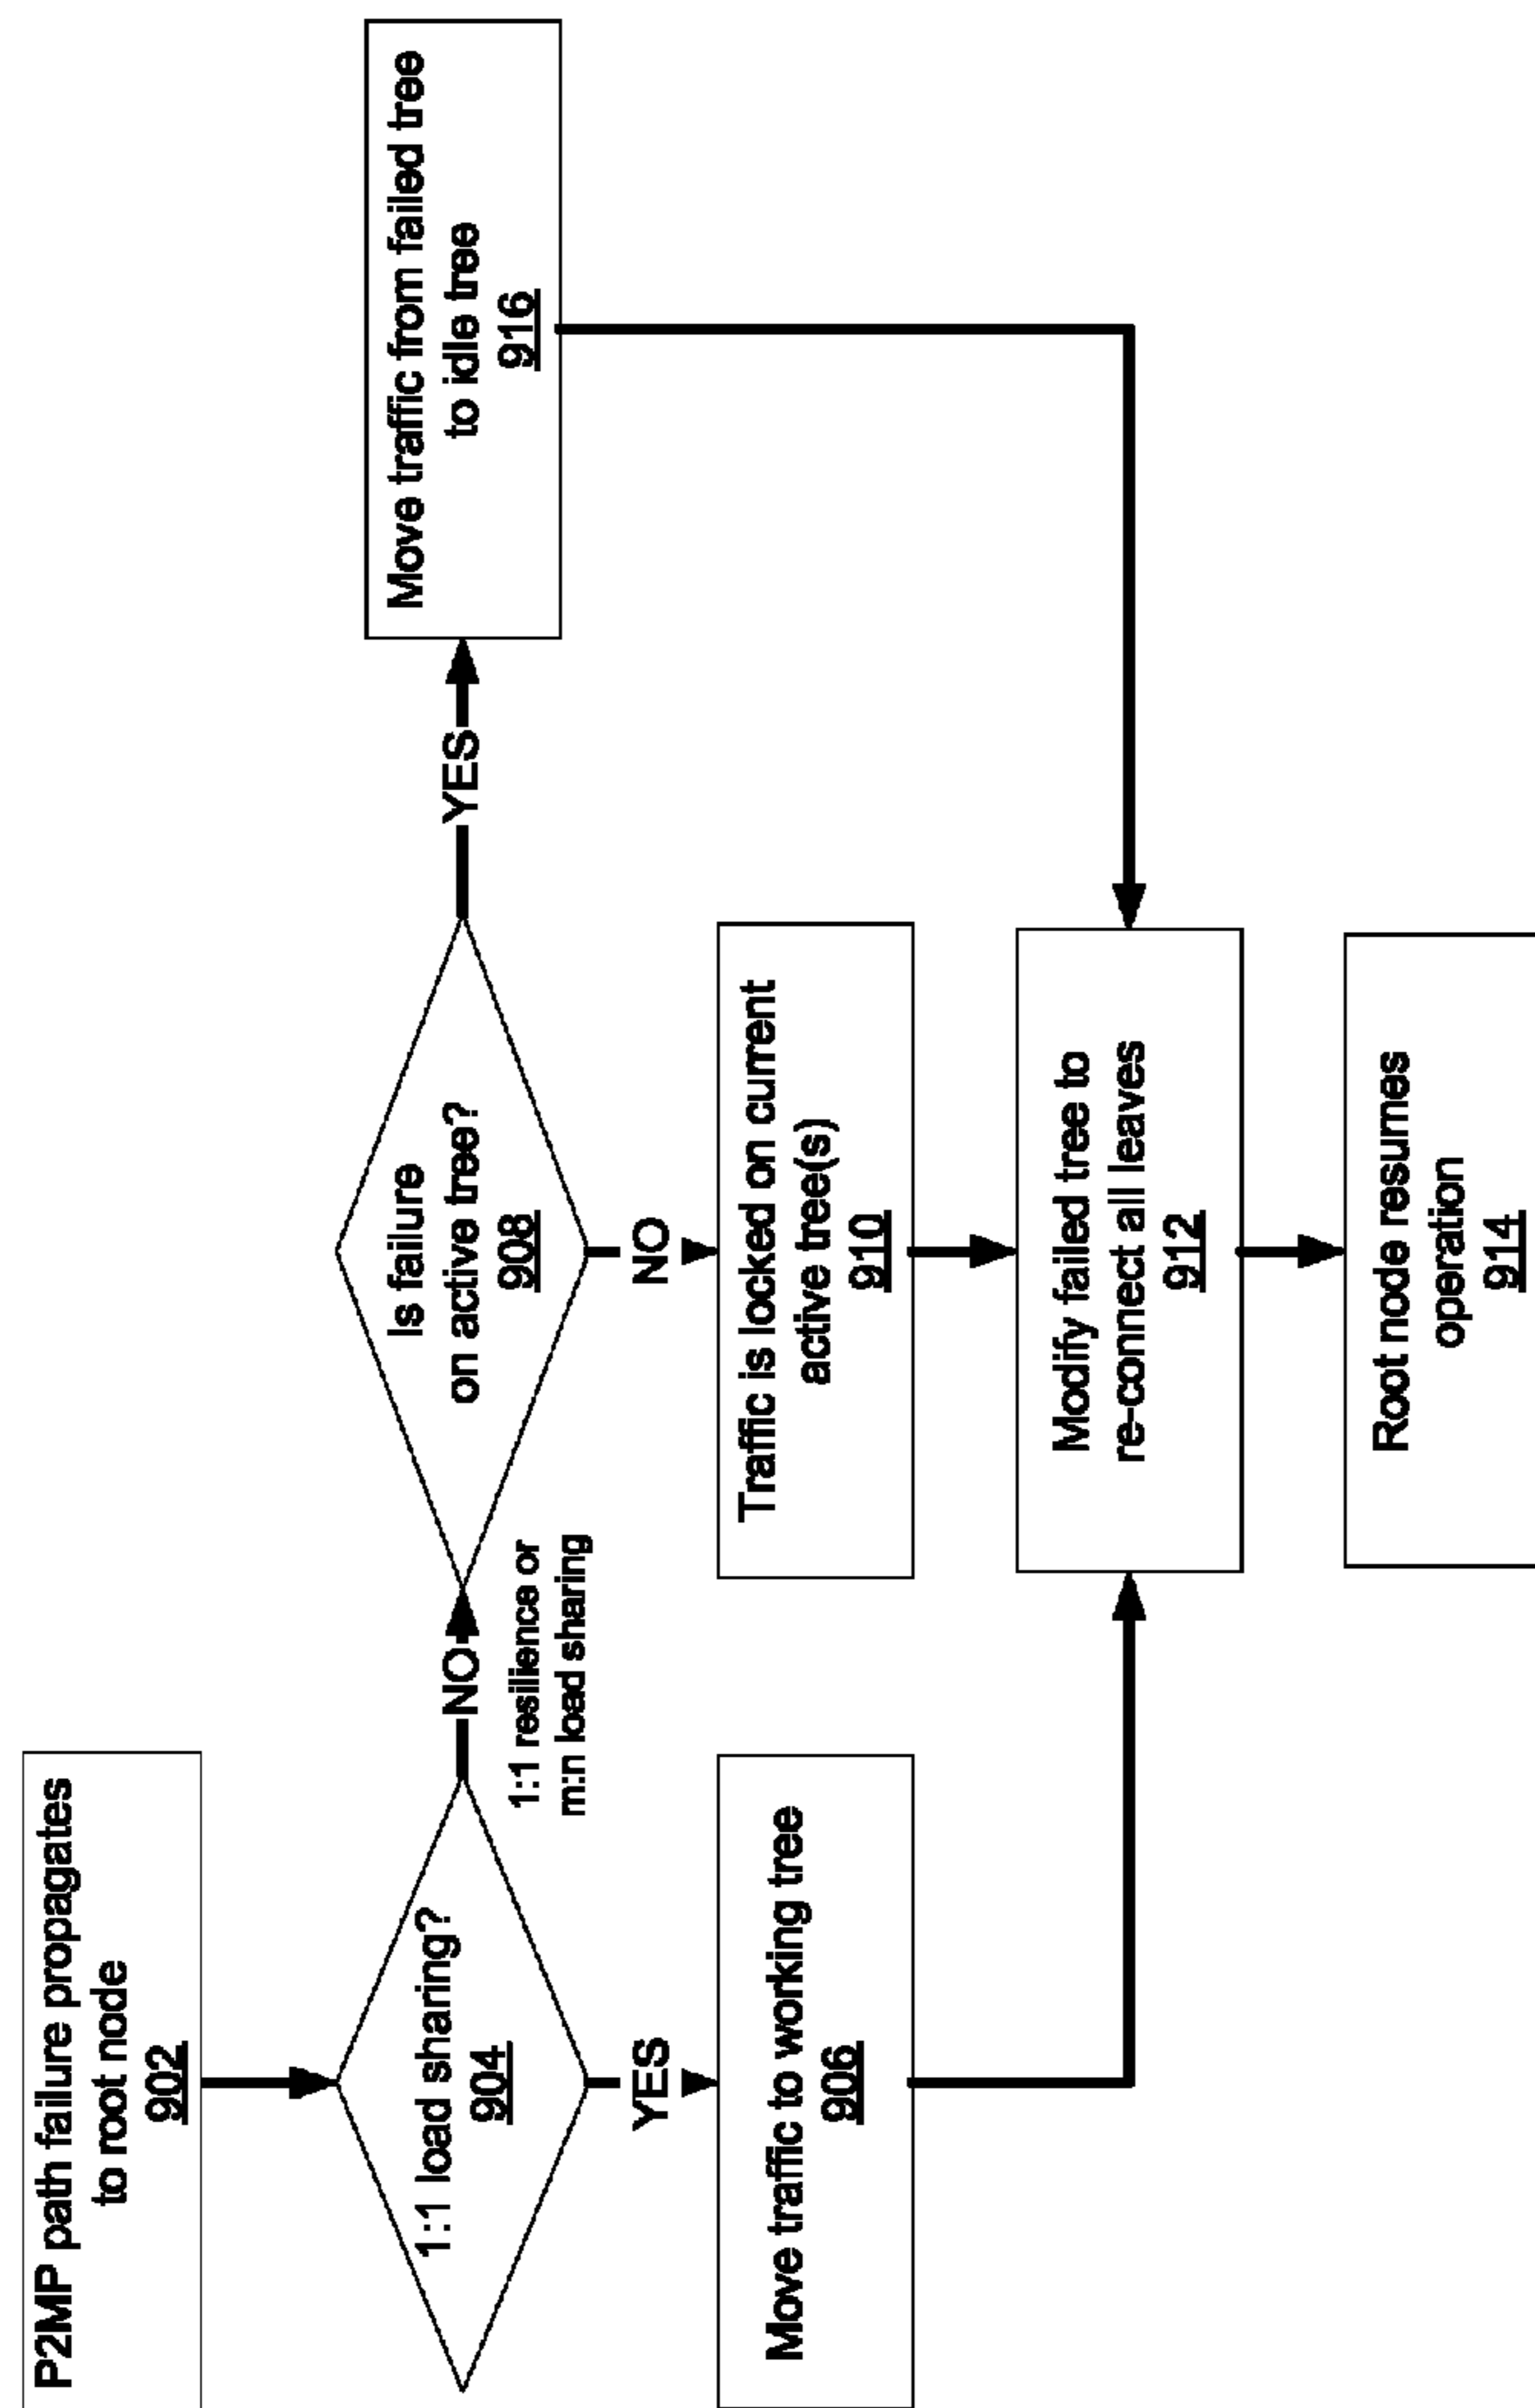 P2MP path failure propagates
to root node
902
1:1 load sharing?
904
NO
1:1 resilience or
m:n load sharing
YES
Move traffic to working tree
906
Is failure
on active tree?
908
YES
Move traffic from failed tree
to idle tree
916
NO
Traffic is locked on current
active tree(s)
910
Modify failed tree to
re-connect all leaves
912
Root node resumes
operation
914